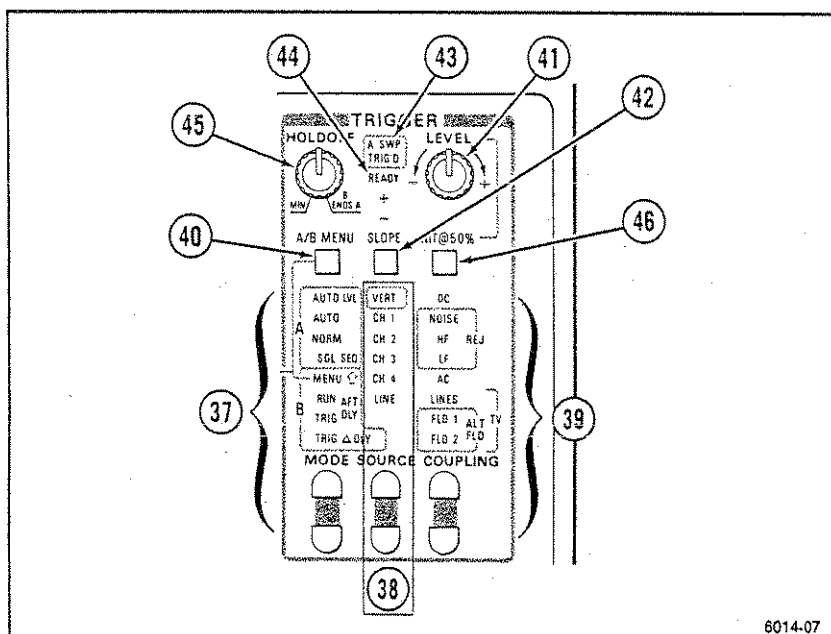 44
43
41
42
45
TRIGGER
HOLDOFF
A SWP
TRIG'D
LEVEL
READY
+
−
− +
MIN
B
ENDS A
40
A/B MENU SLOPE INIT@50%
46
AUTO LVL VERT DC
AUTO CH 1 NOISE
A
NORM CH 2 HF REJ
SGL SEQ CH 3 LF
MENU CH 4 AC
B
RUN AFT LINE LINES
TRIG DLY FLD 1 ALT TV
TRIG △ DLY FLD 2 FLD
MODE SOURCE COUPLING
37
39
38
6014-07